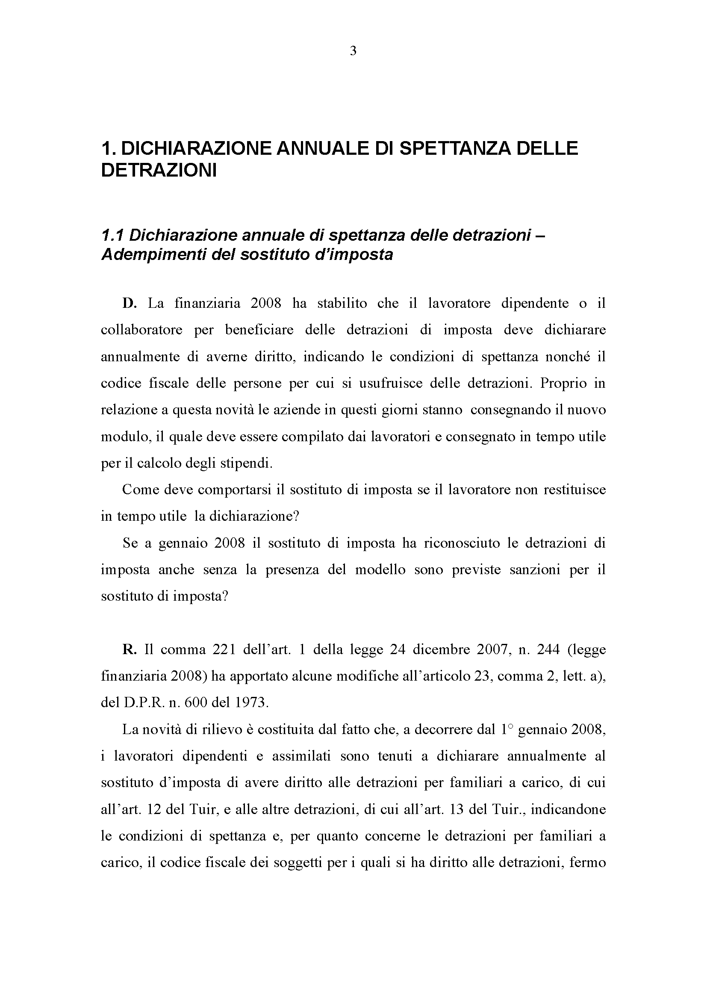 3
1. DICHIARAZIONE ANNUALE DI SPETTANZA DELLE
DETRAZIONI
1.1 Dichiarazione annuale di spettanza delle detrazioni –
Adempimenti del sostituto d’imposta
D. La finanziaria 2008 ha stabilito che il lavoratore dipendente o il
collaboratore per beneficiare delle detrazioni di imposta deve dichiarare
annualmente di averne diritto, indicando le condizioni di spettanza nonché il
codice fiscale delle persone per cui si usufruisce delle detrazioni. Proprio in
relazione a questa novità le aziende in questi giorni stanno  consegnando il nuovo
modulo, il quale deve essere compilato dai lavoratori e consegnato in tempo utile
per il calcolo degli stipendi.
Come deve comportarsi il sostituto di imposta se il lavoratore non restituisce
in tempo utile  la dichiarazione?
Se a gennaio 2008 il sostituto di imposta ha riconosciuto le detrazioni di
imposta anche senza la presenza del modello sono previste sanzioni per il
sostituto di imposta?
R. Il comma 221 dell’art. 1 della legge 24 dicembre 2007, n. 244 (legge
finanziaria 2008) ha apportato alcune modifiche all’articolo 23, comma 2, lett. a),
del D.P.R. n. 600 del 1973.
La novità di rilievo è costituita dal fatto che, a decorrere dal 1° gennaio 2008,
i lavoratori dipendenti e assimilati sono tenuti a dichiarare annualmente al
sostituto d’imposta di avere diritto alle detrazioni per familiari a carico, di cui
all’art. 12 del Tuir, e alle altre detrazioni, di cui all’art. 13 del Tuir., indicandone
le condizioni di spettanza e, per quanto concerne le detrazioni per familiari a
carico, il codice fiscale dei soggetti per i quali si ha diritto alle detrazioni, fermo